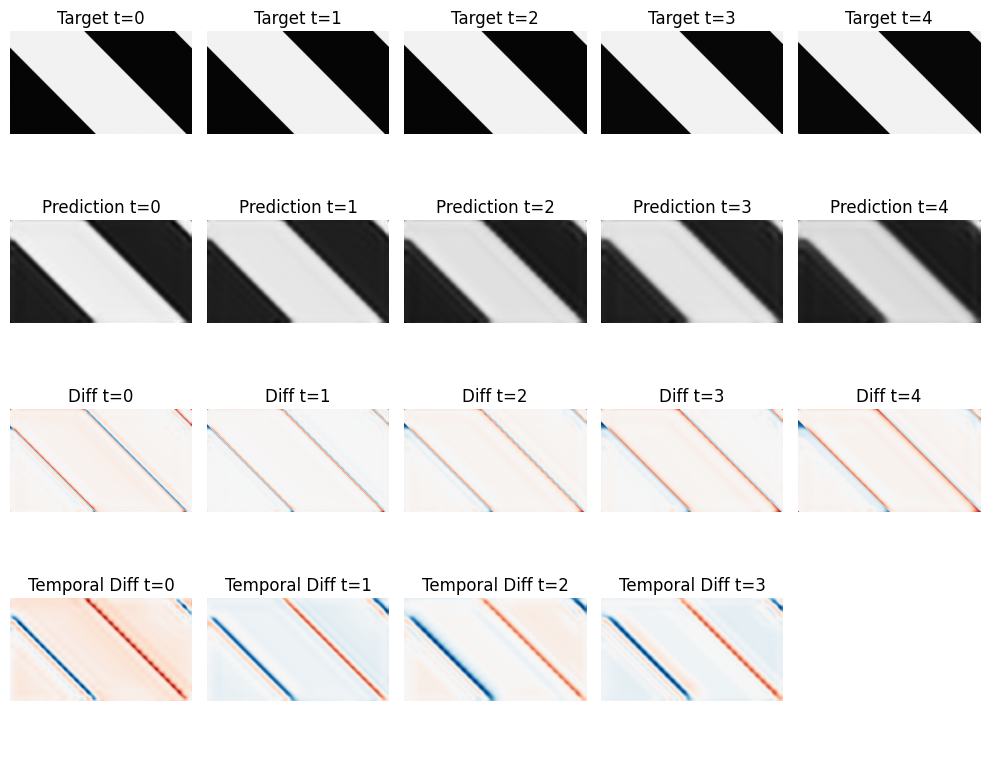 Target t=0
Target t=1
Target t=2
Target t=3
Target t=4
Prediction t=0
Prediction t=1
Prediction t=2
Prediction t=3
Prediction t=4
Diff t=0
Diff t=1
Diff t=2
Diff t=3
Diff t=4
Temporal Diff t=0
Temporal Diff t=1
Temporal Diff t=2
Temporal Diff t=3